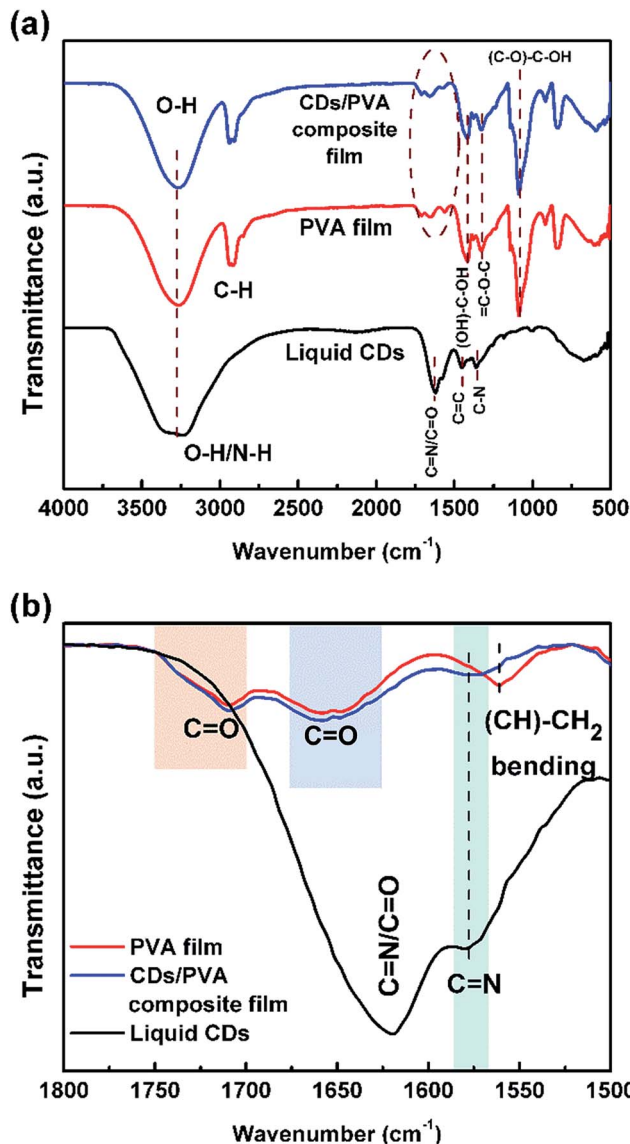 (a)
(C-O)-C-OH
O-H
CDs/PVA
composite
film
PVA film
C-H
(OH)-C-OH
=C-O-C
Liquid CDs
O-H/N-H
C=N/C=O
C=C
C-N
Transmittance (a.u.)
4000 3500 3000 2500 2000 1500 1000 500
Wavenumber (cm⁻¹)
(b)
C=O
C=O
(CH)-CH₂
bending
C=N/C=O
C=N
PVA film
CDs/PVA
composite film
Liquid CDs
Transmittance (a.u.)
1800 1750 1700 1650 1600 1550 1500
Wavenumber (cm⁻¹)